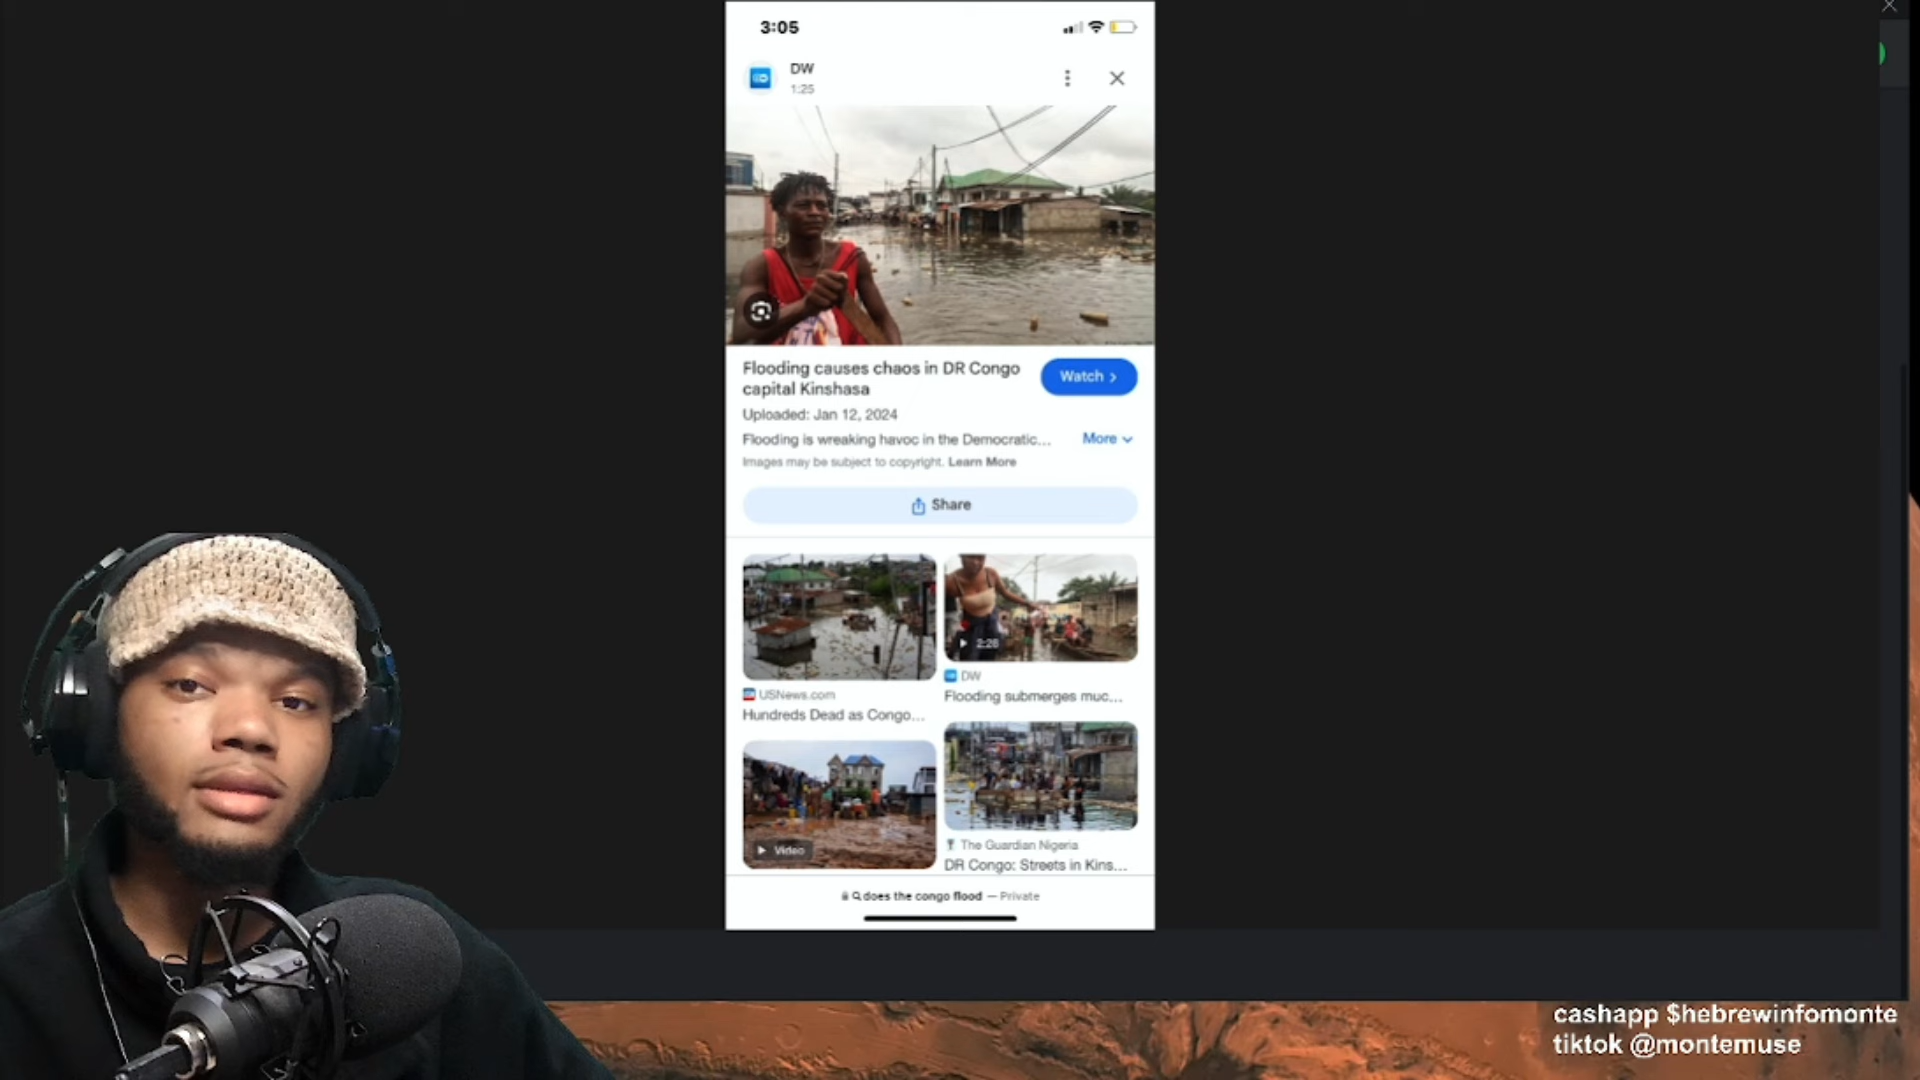 3:05
DW
1:25
Flooding causes chaos in DR Congo
capital Kinshasa
Watch
Uploaded: Jan 12, 2024
Flooding is wreaking havoc in the Democratic...
More
Images may be subject to copyright. Learn More
Share
2:26
DW
Flooding submerges muc...
USNews.com
Hundreds Dead as Congo...
Video
The Guardian Nigeria
DR Congo: Streets in Kins...
does the congo flood — Private
cashapp $hebrewinfomonte
tiktok @montemuse